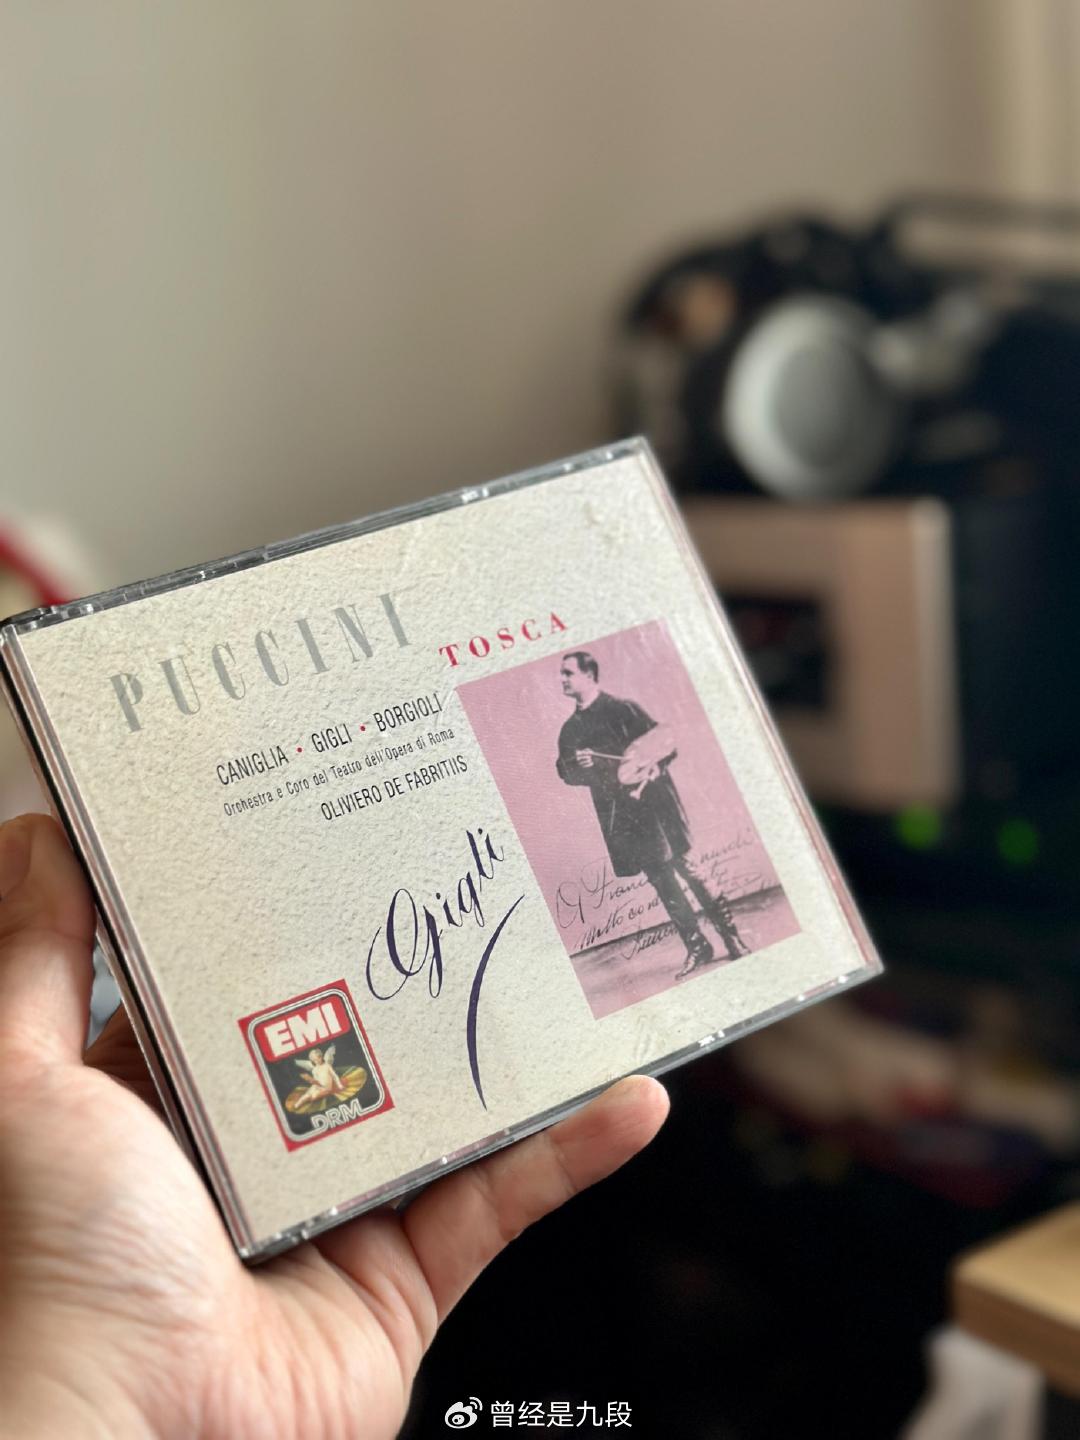 PUCCINI
TOSCA
CANIGLIA • GIGLI • BORGIOLI
Orchestra e Coro del Teatro dell'Opera di Roma
OLIVIERO DE FABRITIIS
Gigli
EMI
DRM
曾经是九段